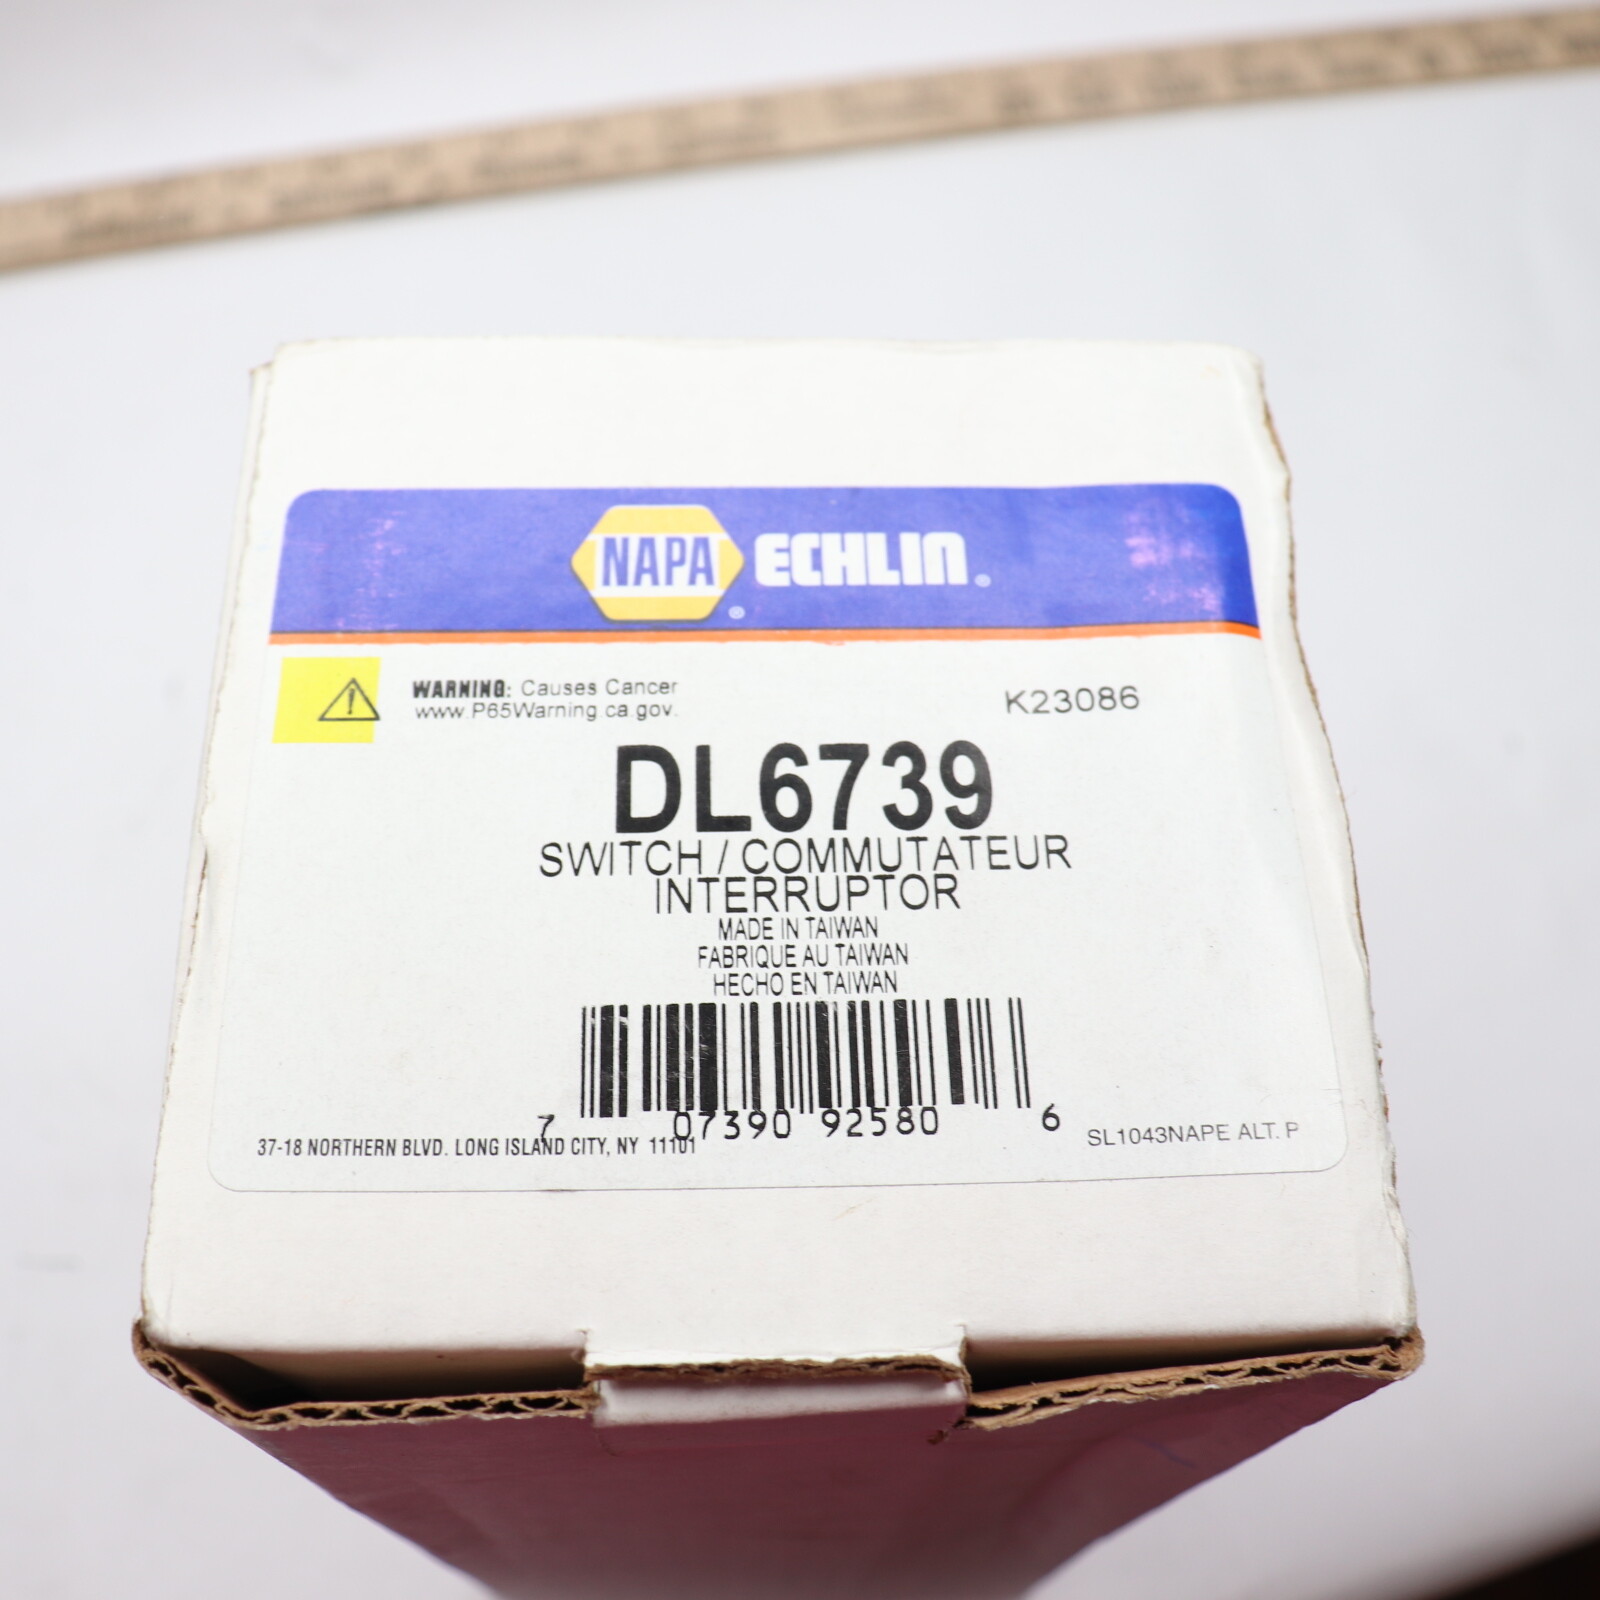 NAPA ® ECHLIN®
WARNING: Causes Cancer
www.P65Warning.ca.gov.
K23086
DL6739
SWITCH / COMMUTATEUR
INTERRUPTOR
MADE IN TAIWAN
FABRIQUE AU TAIWAN
HECHO EN TAIWAN
7 07390 92580 6
37-18 NORTHERN BLVD. LONG ISLAND CITY, NY 11101
SL1043NAPE ALT. P